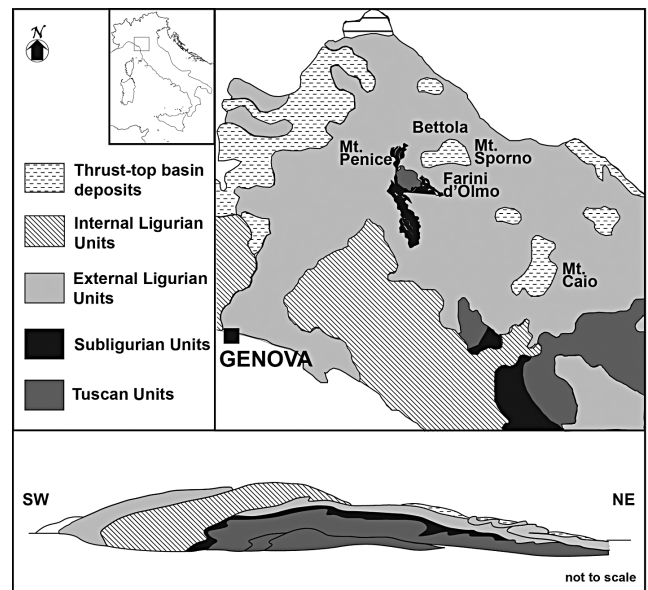 N
Thrust-top basin
deposits
Internal Ligurian
Units
External Ligurian
Units
Subligurian Units
Tuscan Units
Bettola
Mt.
Penice
Mt.
Sporno
Farini
d'Olmo
Mt.
Caio
GENOVA
SW
NE
not to scale